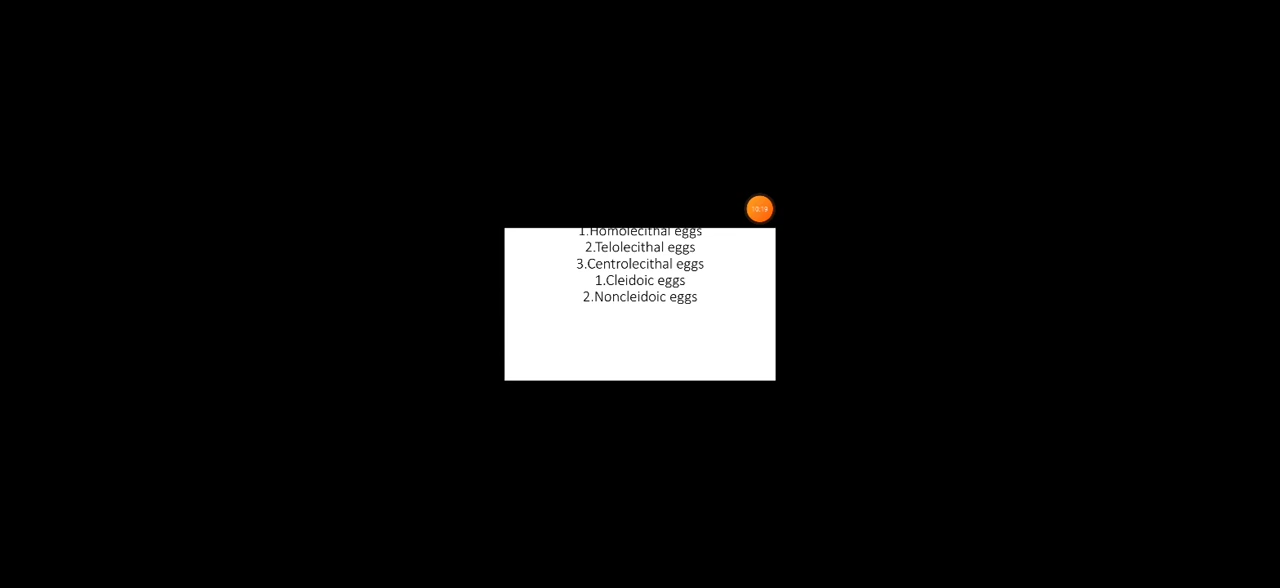 1.Homolecithal eggs
2.Telolecithal eggs
3.Centrolecithal eggs
1.Cleidoic eggs
2.Noncleidoic eggs